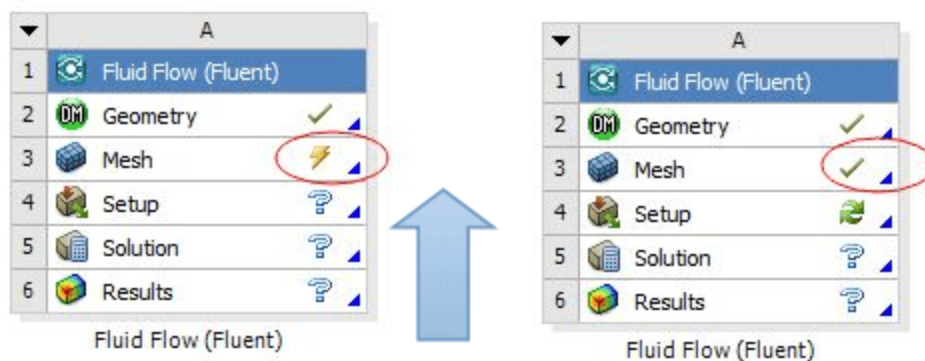 A
1 Fluid Flow (Fluent)
2 DM Geometry
3 Mesh
4 Setup ?
5 Solution ?
6 Results ?
Fluid Flow (Fluent)
A
1 Fluid Flow (Fluent)
2 DM Geometry
3 Mesh
4 Setup
5 Solution ?
6 Results ?
Fluid Flow (Fluent)